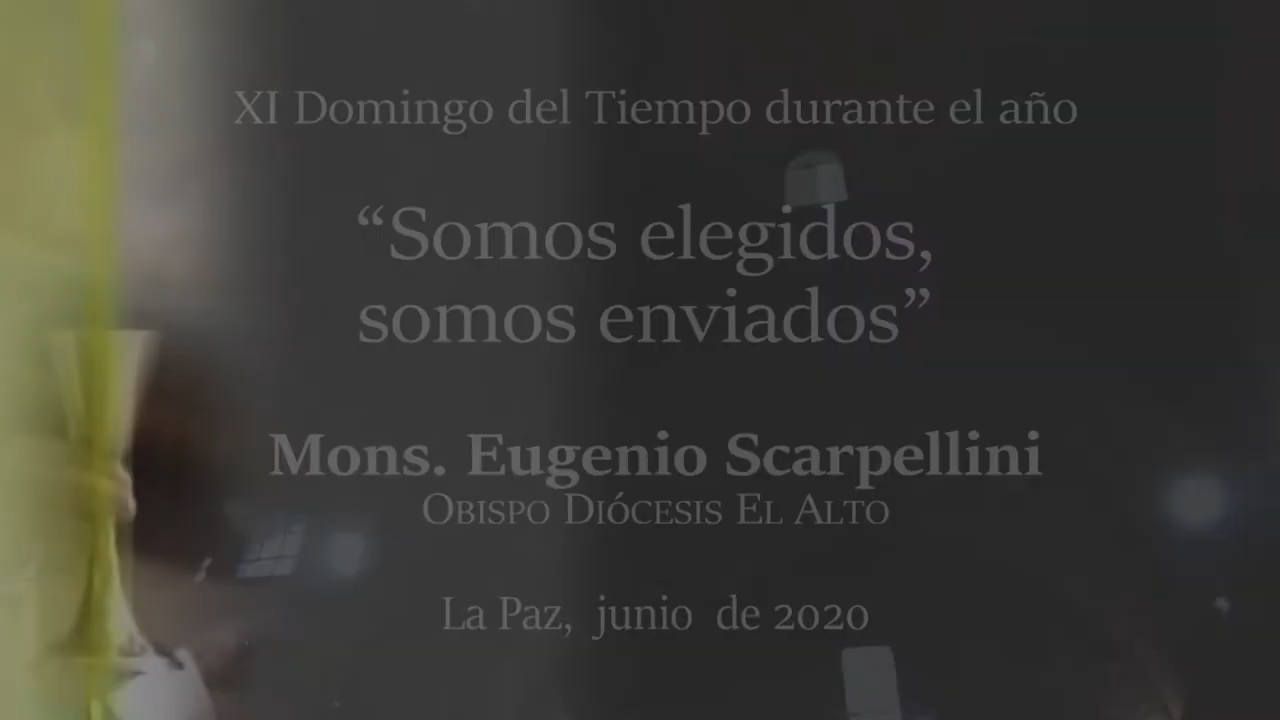 XI Domingo del Tiempo durante el año
“Somos elegidos,
somos enviados”
Mons. Eugenio Scarpellini
Obispo Diócesis El Alto
La Paz, junio de 2020